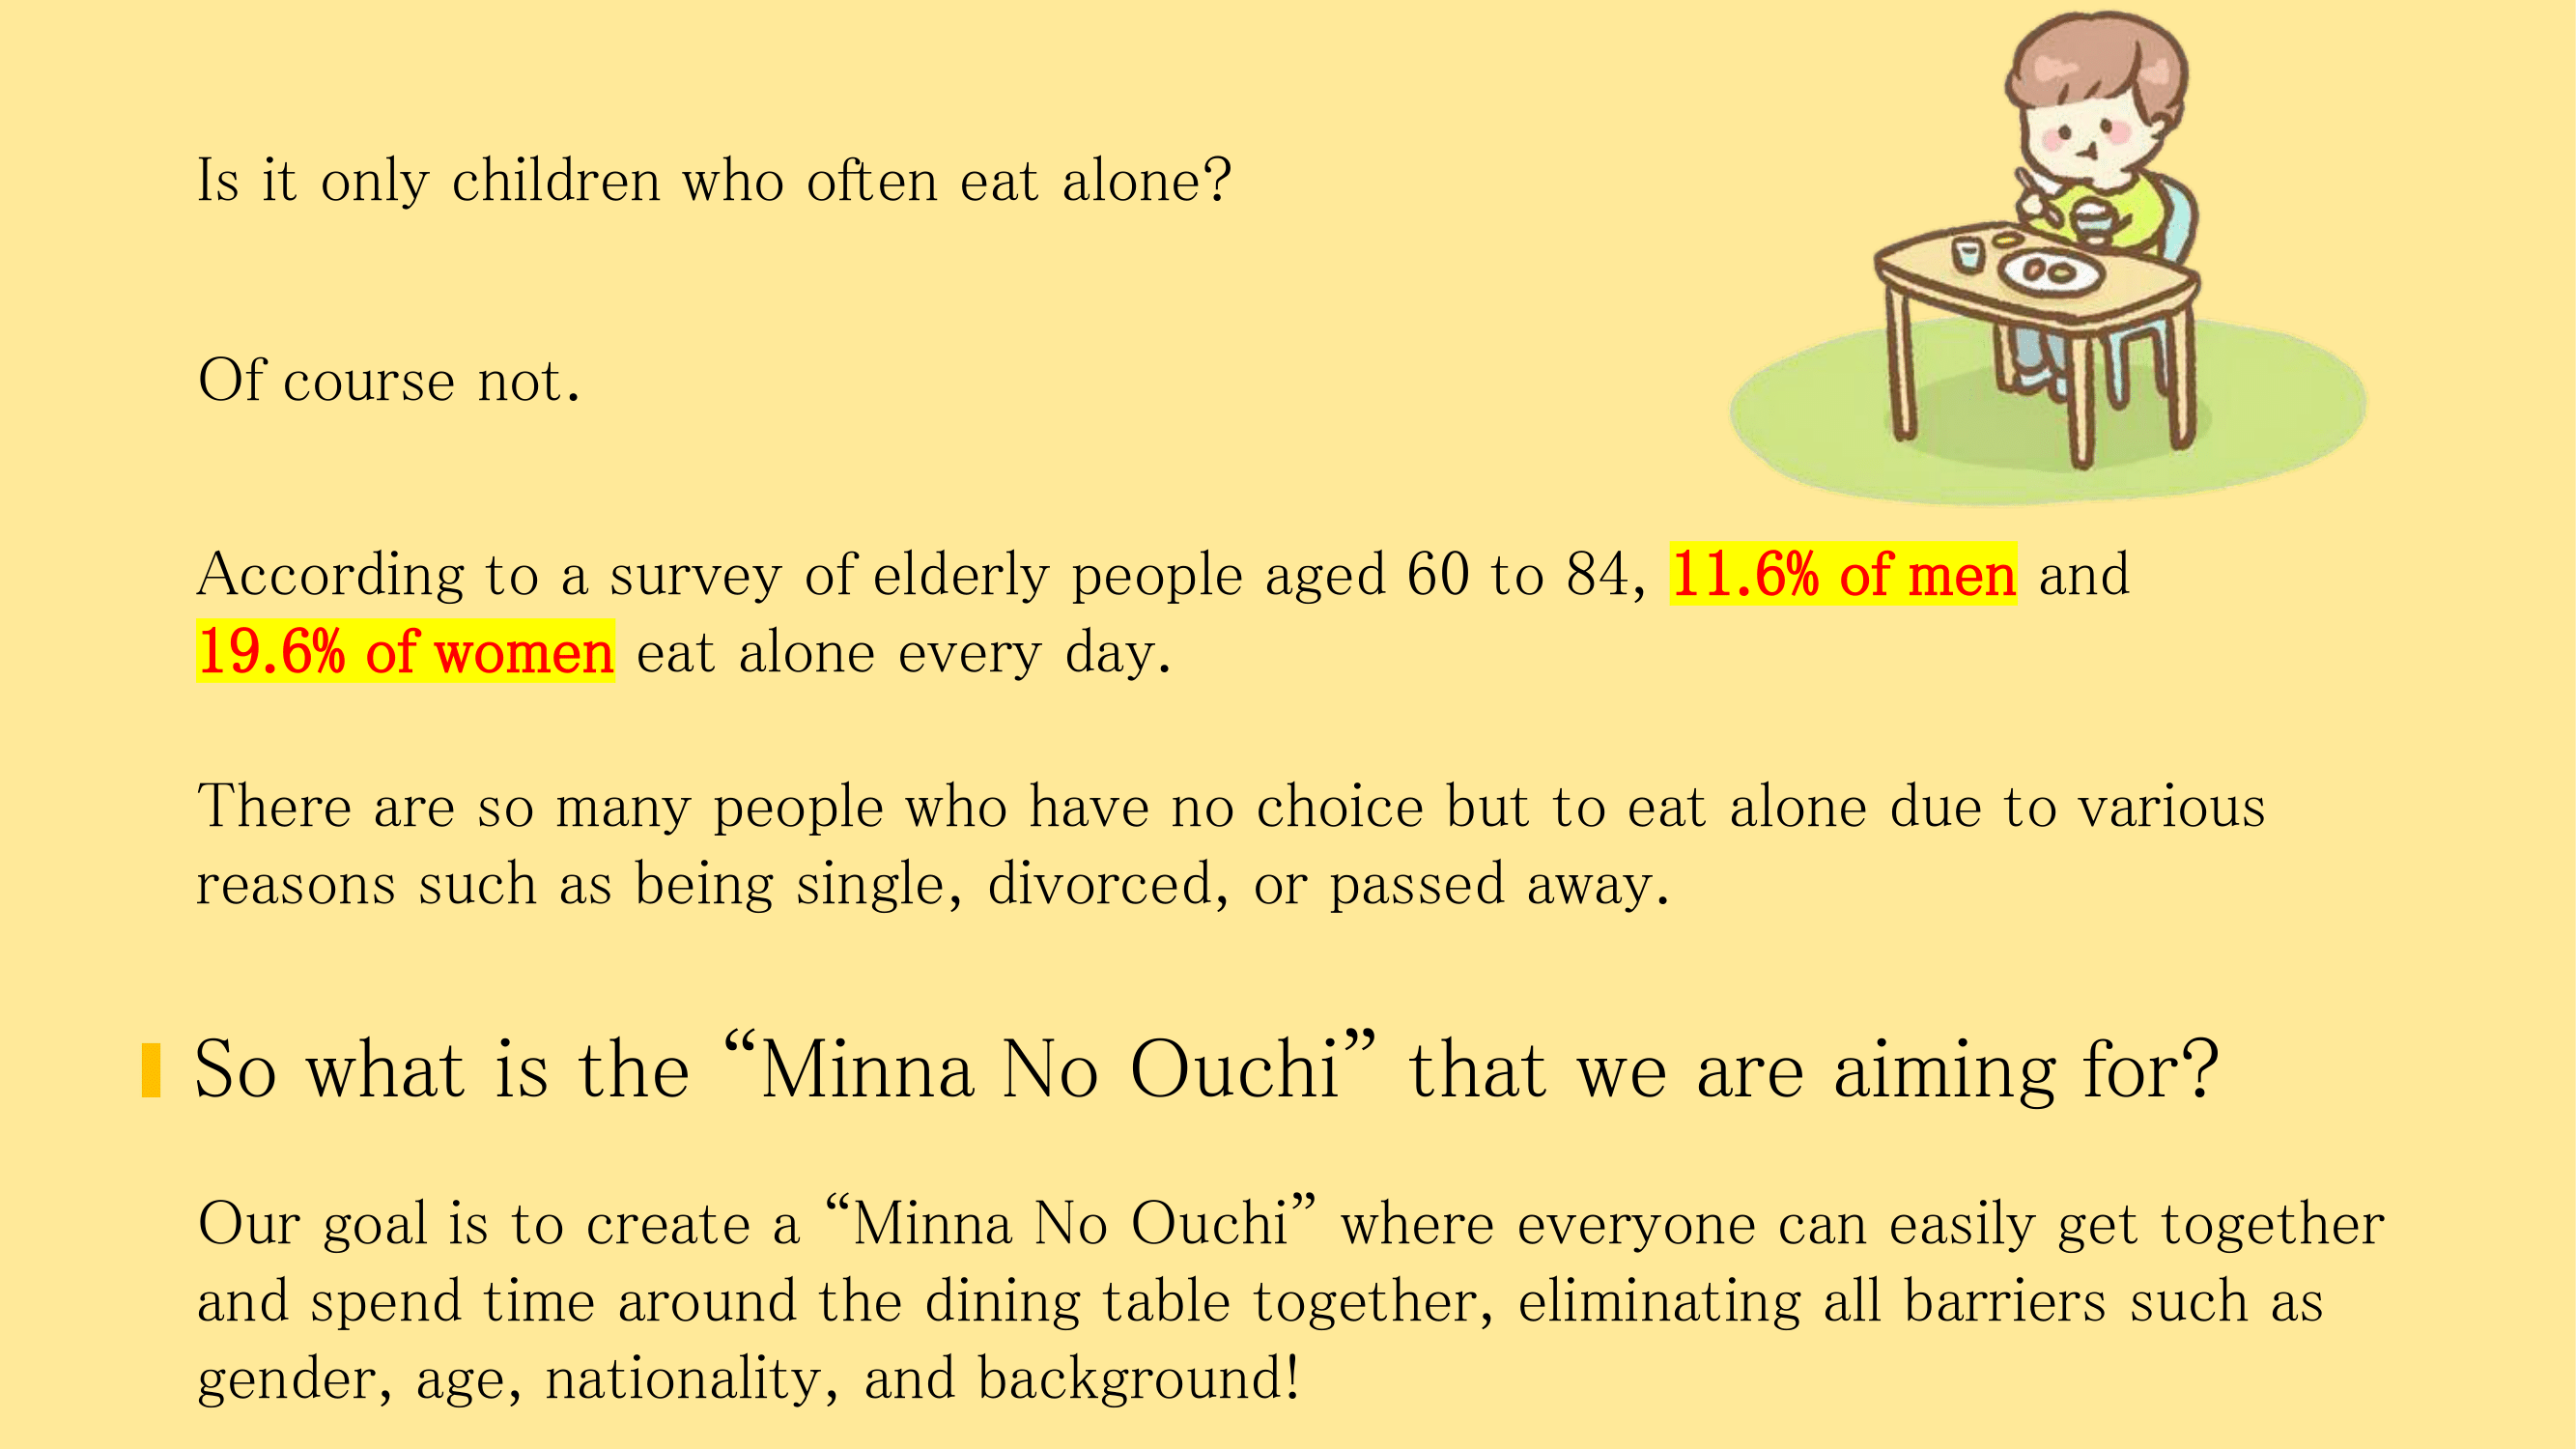 Is it only children who often eat alone?
Of course not.
According to a survey of elderly people aged 60 to 84, 11.6% of men and
19.6% of women eat alone every day.
There are so many people who have no choice but to eat alone due to various
reasons such as being single, divorced, or passed away.
So what is the “Minna No Ouchi” that we are aiming for?
Our goal is to create a “Minna No Ouchi” where everyone can easily get together
and spend time around the dining table together, eliminating all barriers such as
gender, age, nationality, and background!